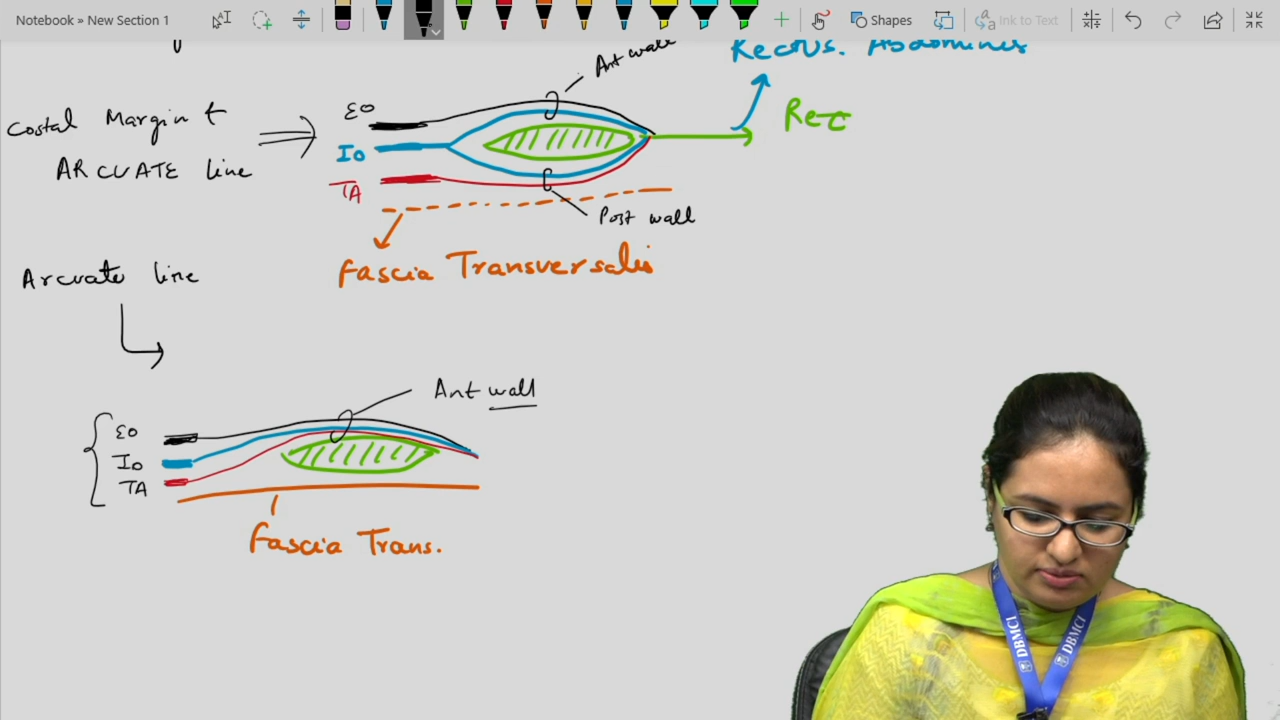 Notebook » New Section 1
Shapes
Ink to Text
Rectus. Abdominis
Ant wall
EO
Costal Margin &
Rec
IO
ARCUATE line
TA
Post wall
Fascia Transversalis
Arcuate line
Ant wall
EO
IO
TA
Fascia Trans.
DBMCI
DBMCI